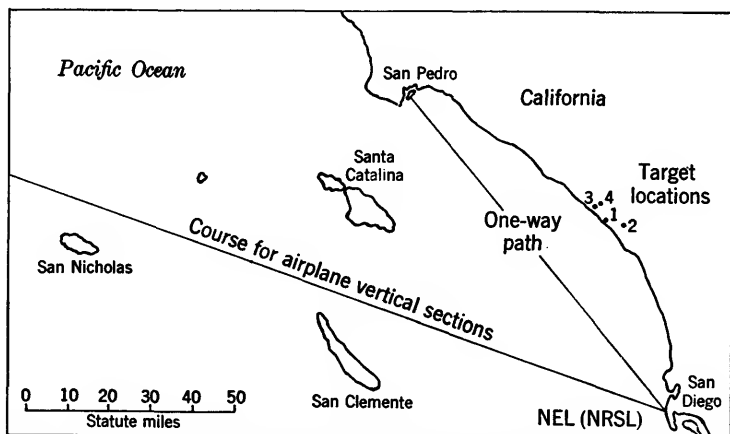 Pacific Ocean
San Pedro
California
Santa
Catalina
Target
locations
3 4
1
2
One-way
path
Course for airplane vertical sections
San Nicholas
San Clemente
San
Diego
NEL (NRSL)
0 10 20 30 40 50
Statute miles